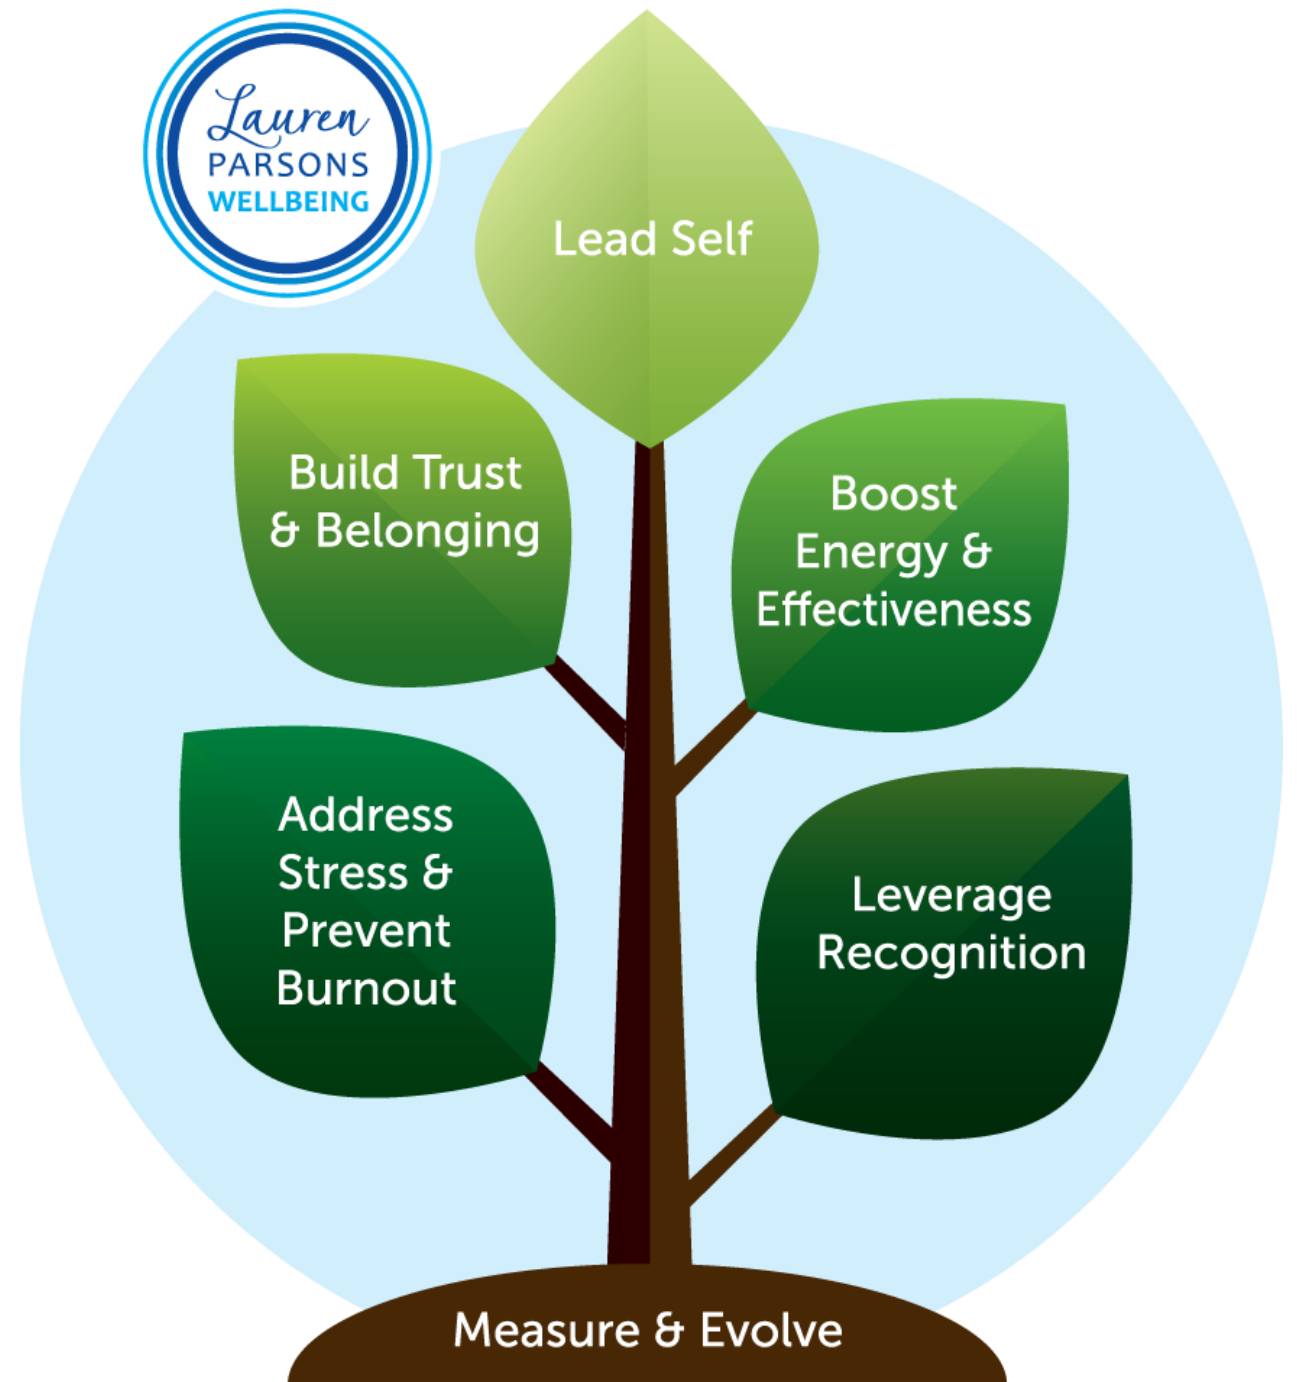 Lauren
PARSONS
WELLBEING
Lead Self
Build Trust
& Belonging
Boost
Energy &
Effectiveness
Address
Stress &
Prevent
Burnout
Leverage
Recognition
Measure & Evolve